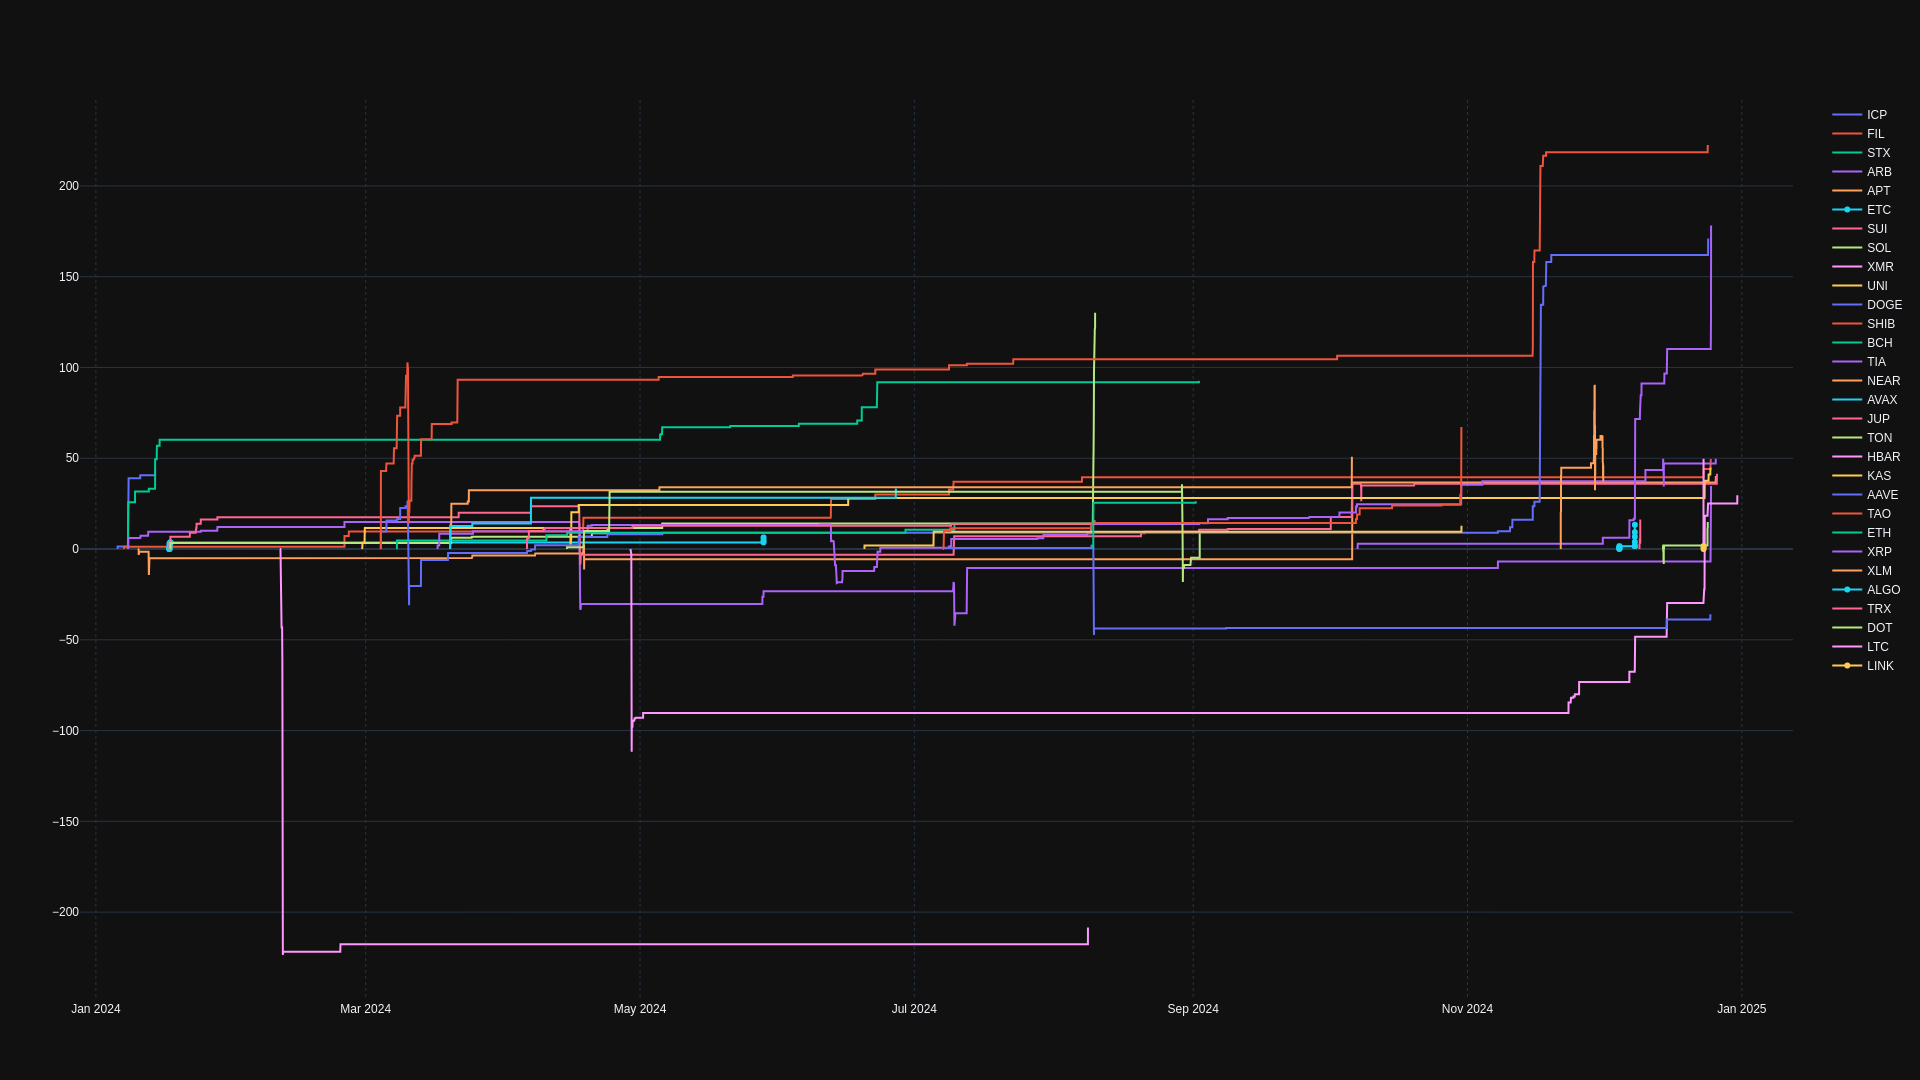 200
150
100
50
0
−50
−100
−150
−200
Jan 2024
Mar 2024
May 2024
Jul 2024
Sep 2024
Nov 2024
Jan 2025
ICP
FIL
STX
ARB
APT
ETC
SUI
SOL
XMR
UNI
DOGE
SHIB
BCH
TIA
NEAR
AVAX
JUP
TON
HBAR
KAS
AAVE
TAO
ETH
XRP
XLM
ALGO
TRX
DOT
LTC
LINK